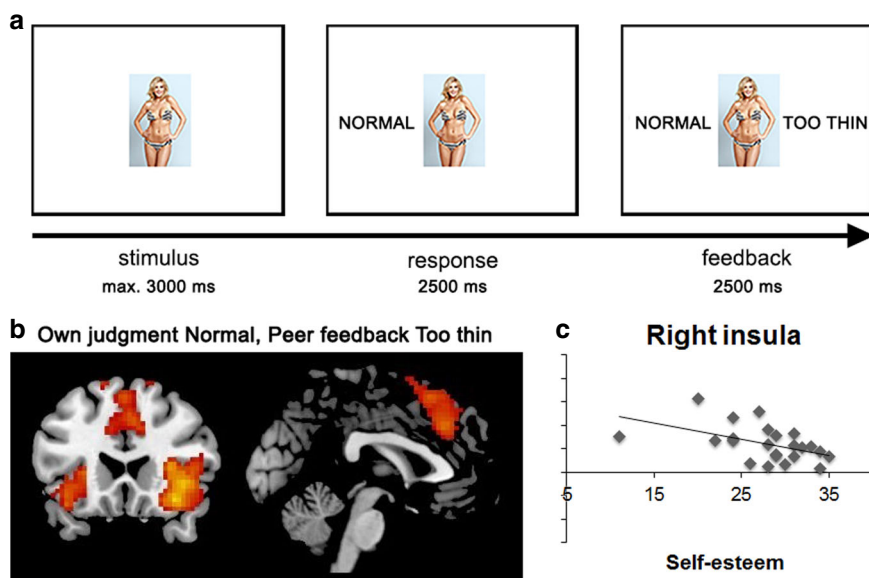 a
NORMAL
NORMAL TOO THIN
stimulus
max. 3000 ms
response
2500 ms
feedback
2500 ms
b Own judgment Normal, Peer feedback Too thin
c
Right insula
5 15 25 35
Self-esteem